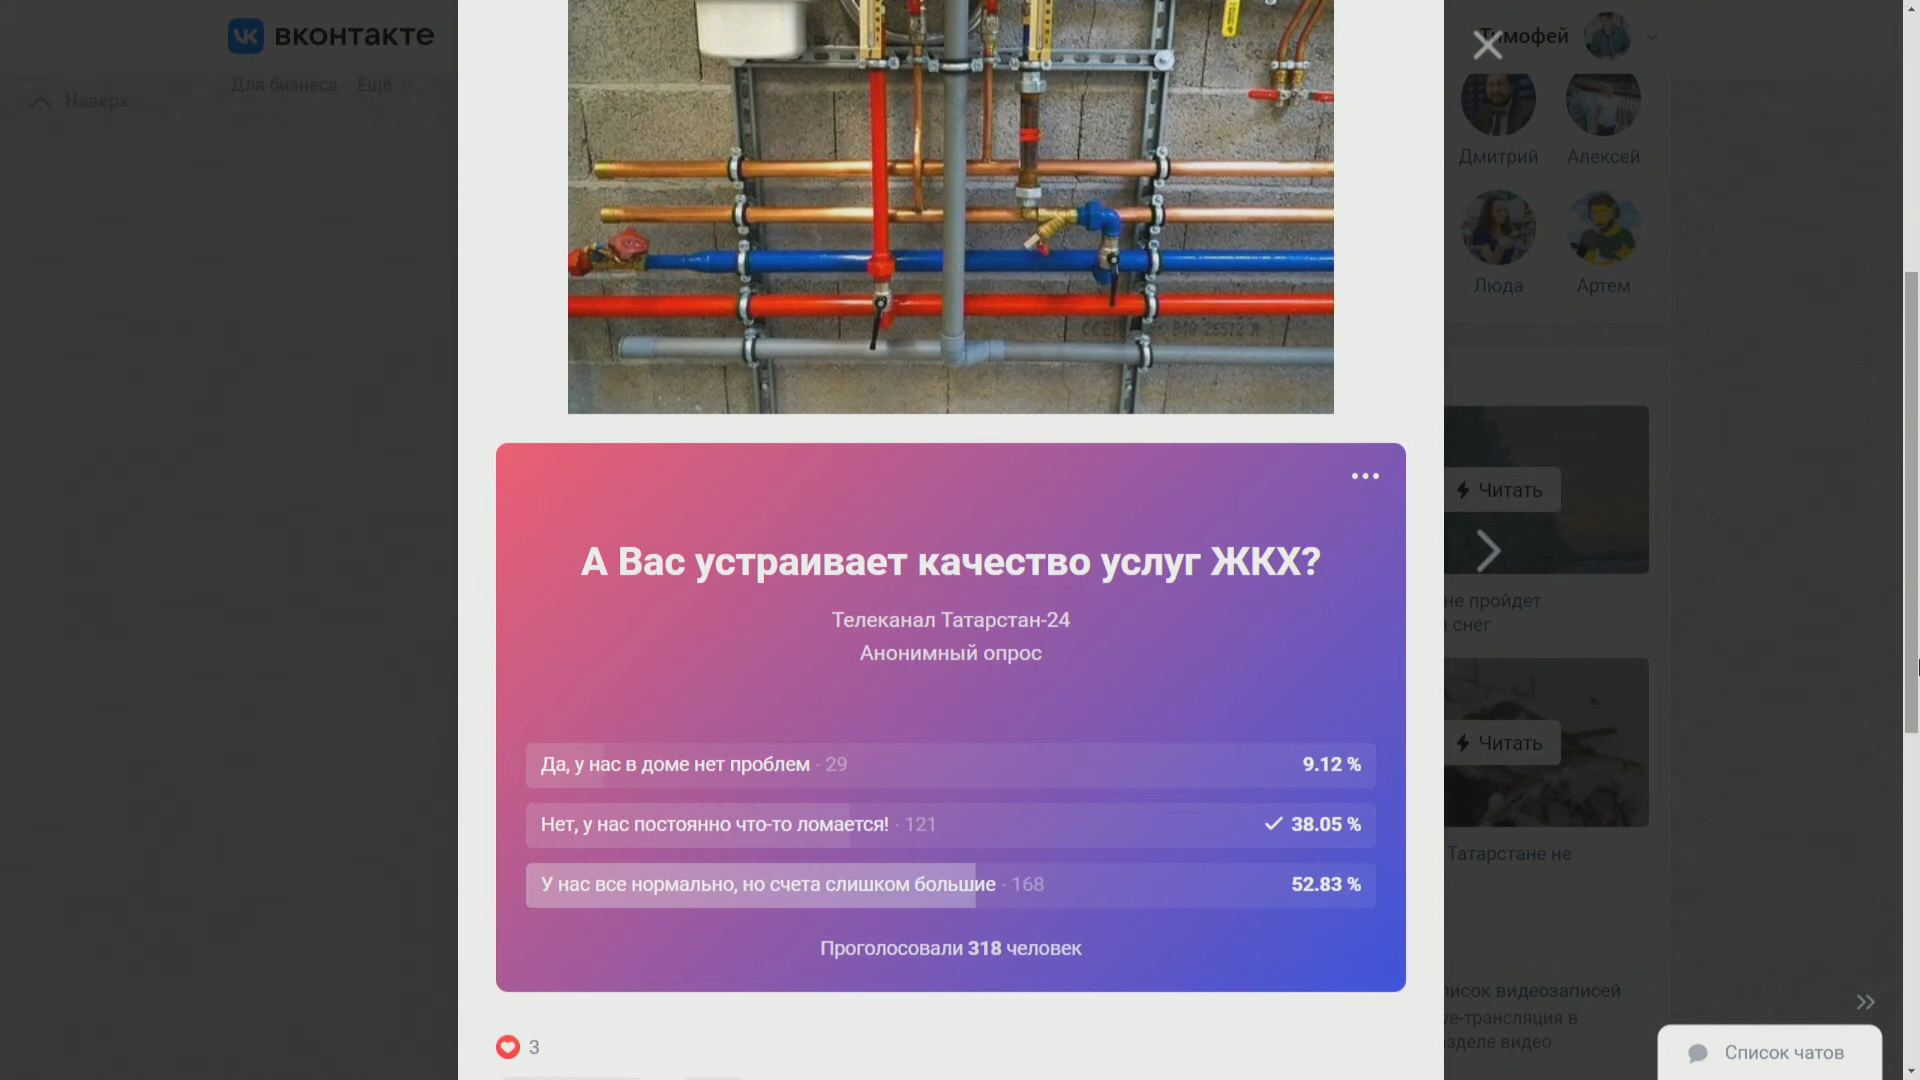 вконтакте
Тимофей
Для бизнеса Ещё
Наверх
Дмитрий Алексей
Люда Артем
А Вас устраивает качество услуг ЖКХ?
Телеканал Татарстан-24
Анонимный опрос
Да, у нас в доме нет проблем · 29 9.12 %
Нет, у нас постоянно что-то ломается! · 121 38.05 %
У нас все нормально, но счета слишком большие · 168 52.83 %
Проголосовали 318 человек
3
Читать
не пройдет
снег
Читать
Татарстане не
писок видеозаписей
ve-трансляция в
зделе видео
Список чатов